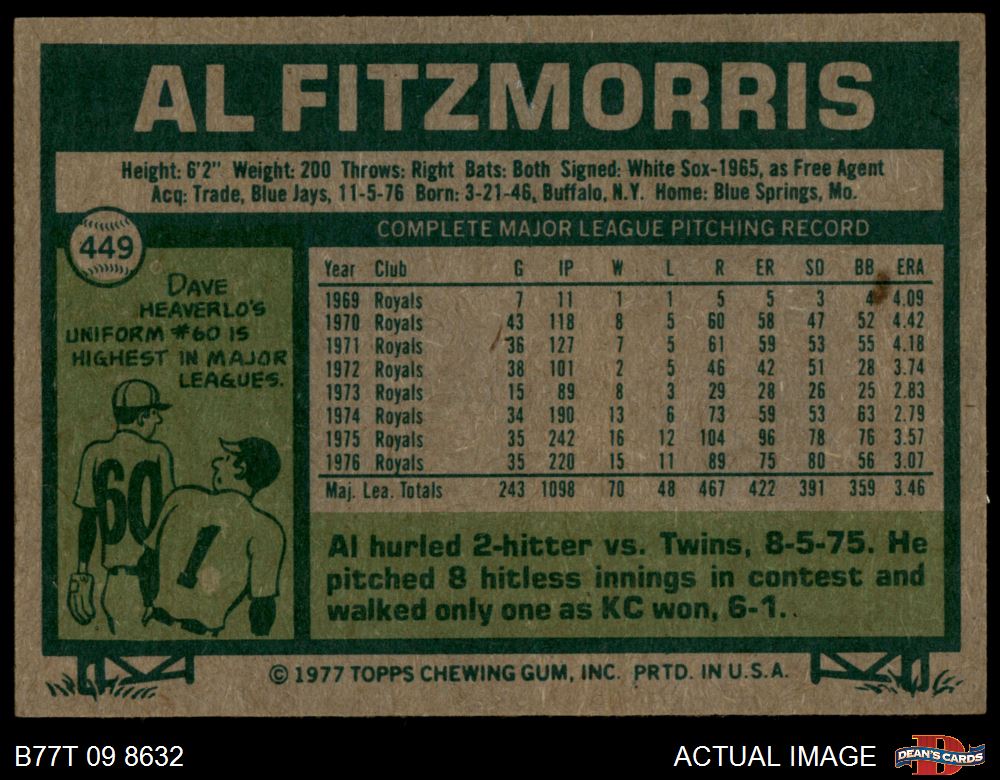 AL FITZMORRIS
Height: 6'2" Weight: 200 Throws: Right Bats: Both Signed: White Sox-1965, as Free Agent
Acq: Trade, Blue Jays, 11-5-76 Born: 3-21-46, Buffalo, N.Y. Home: Blue Springs, Mo.
449
DAVE
HEAVERLO'S
UNIFORM #60 IS
HIGHEST IN MAJOR
LEAGUES.
60
1
COMPLETE MAJOR LEAGUE PITCHING RECORD
Year Club G IP W L R ER SO BB ERA
1969 Royals 7 11 1 1 5 5 3 4 4.09
1970 Royals 43 118 8 5 60 58 47 52 4.42
1971 Royals 36 127 7 5 61 59 53 55 4.18
1972 Royals 38 101 2 5 46 42 51 28 3.74
1973 Royals 15 89 8 3 29 28 26 25 2.83
1974 Royals 34 190 13 6 73 59 53 63 2.79
1975 Royals 35 242 16 12 104 96 78 76 3.57
1976 Royals 35 220 15 11 89 75 80 56 3.07
Maj. Lea. Totals 243 1098 70 48 467 422 391 359 3.46
Al hurled 2-hitter vs. Twins, 8-5-75. He
pitched 8 hitless innings in contest and
walked only one as KC won, 6-1.
© 1977 TOPPS CHEWING GUM, INC. PRTD. IN U.S.A.
B77T 09 8632
ACTUAL IMAGE
DEAN'S CARDS